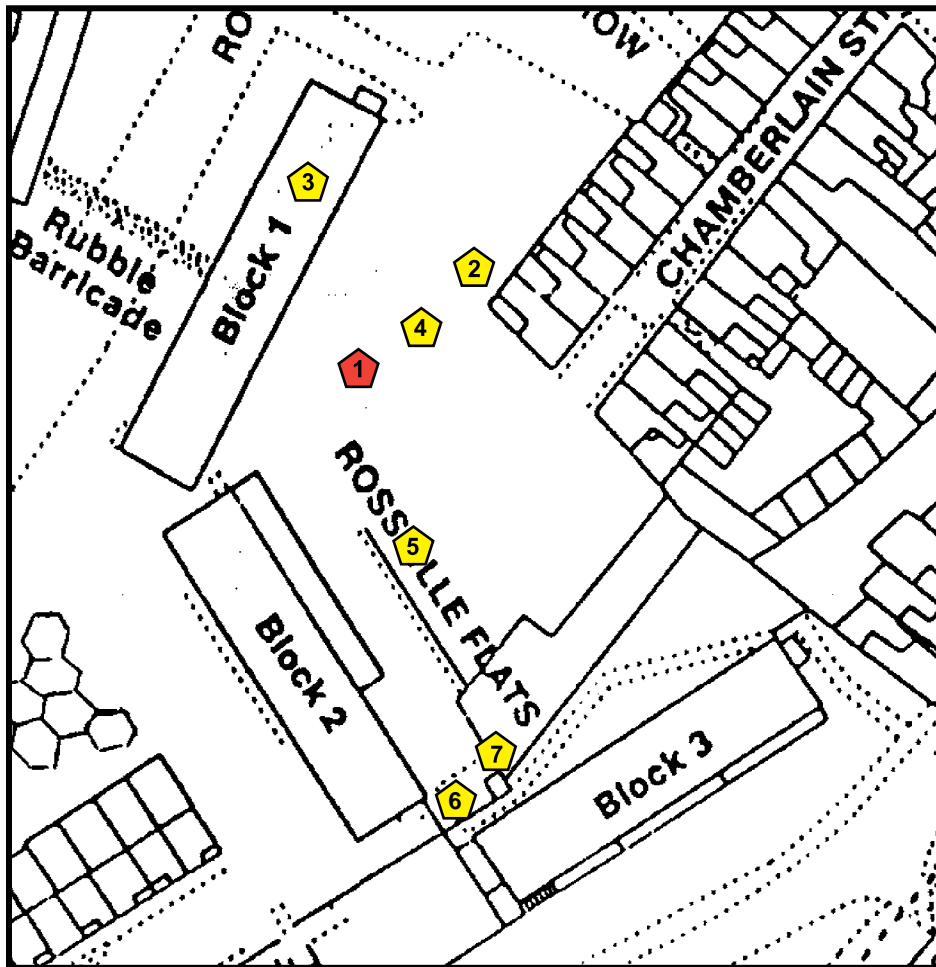 RO
OW
CHAMBERLAIN ST
3
Block 1
Rubble
Barricade
2
4
1
ROSSVILLE FLATS
5
Block 2
7
Block 3
6